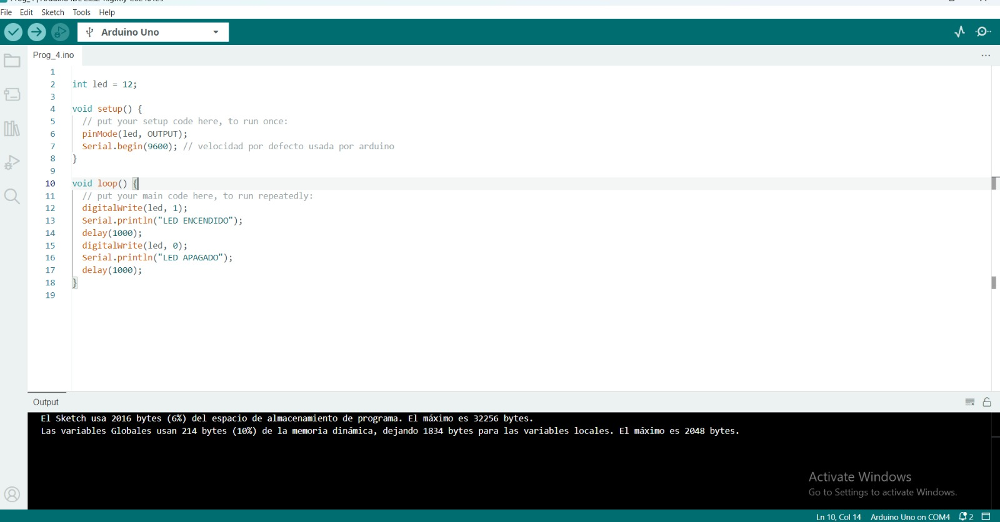 File Edit Sketch Tools Help
Arduino Uno
Prog_4.ino
1
2 int led = 12;
3
4 void setup() {
5 // put your setup code here, to run once:
6 pinMode(led, OUTPUT);
7 Serial.begin(9600); // velocidad por defecto usada por arduino
8 }
9
10 void loop() {
11 // put your main code here, to run repeatedly:
12 digitalWrite(led, 1);
13 Serial.println("LED ENCENDIDO");
14 delay(1000);
15 digitalWrite(led, 0);
16 Serial.println("LED APAGADO");
17 delay(1000);
18 }
19
Output
El Sketch usa 2016 bytes (6%) del espacio de almacenamiento de programa. El máximo es 32256 bytes.
Las variables Globales usan 214 bytes (10%) de la memoria dinámica, dejando 1834 bytes para las variables locales. El máximo es 2048 bytes.
Activate Windows
Go to Settings to activate Windows.
Ln 10, Col 14 Arduino Uno on COM4 2